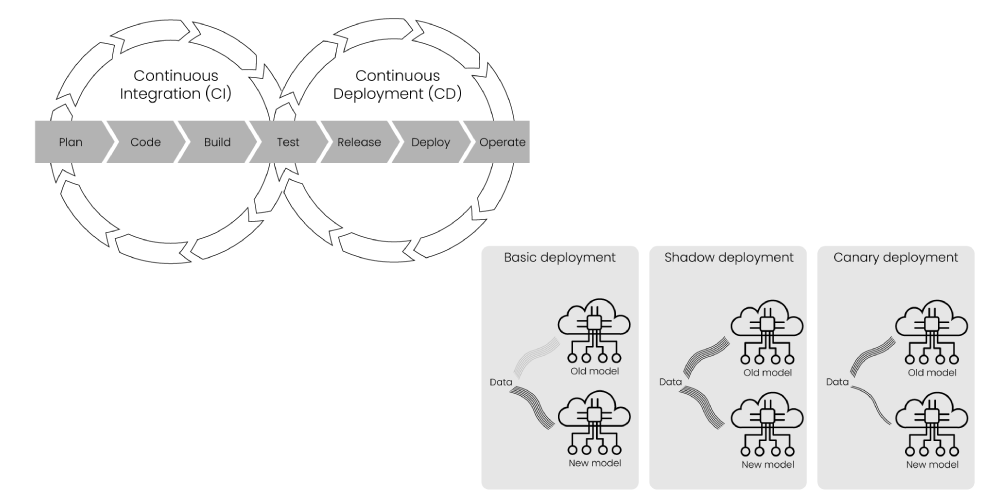 Continuous
Integration (CI)
Continuous
Deployment (CD)
Plan
Code
Build
Test
Release
Deploy
Operate
Basic deployment
Data
Old model
New model
Shadow deployment
Data
Old model
New model
Canary deployment
Data
Old model
New model